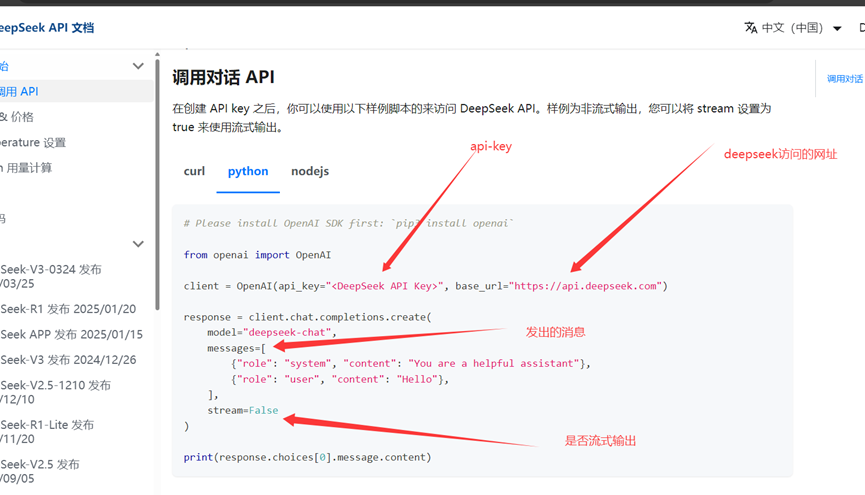 eepSeek API 文档
中文（中国）
始
调用 API
& 价格
erature 设置
n 用量计算
码
Seek-V3-0324 发布
/03/25
Seek-R1 发布 2025/01/20
Seek APP 发布 2025/01/15
Seek-V3 发布 2024/12/26
Seek-V2.5-1210 发布
/12/10
Seek-R1-Lite 发布
/11/20
Seek-V2.5 发布
/09/05
调用对话 API
在创建 API key 之后，你可以使用以下样例脚本的来访问 DeepSeek API。样例为非流式输出，您可以将 stream 设置为
true 来使用流式输出。
api-key
deepseek访问的网址
curl python nodejs
# Please install OpenAI SDK first: `pip3 install openai`
from openai import OpenAI
client = OpenAI(api_key="<DeepSeek API Key>", base_url="https://api.deepseek.com")
response = client.chat.completions.create(
model="deepseek-chat",
发出的消息
messages=[
{"role": "system", "content": "You are a helpful assistant"},
{"role": "user", "content": "Hello"},
],
stream=False
)
是否流式输出
print(response.choices[0].message.content)
调用对话